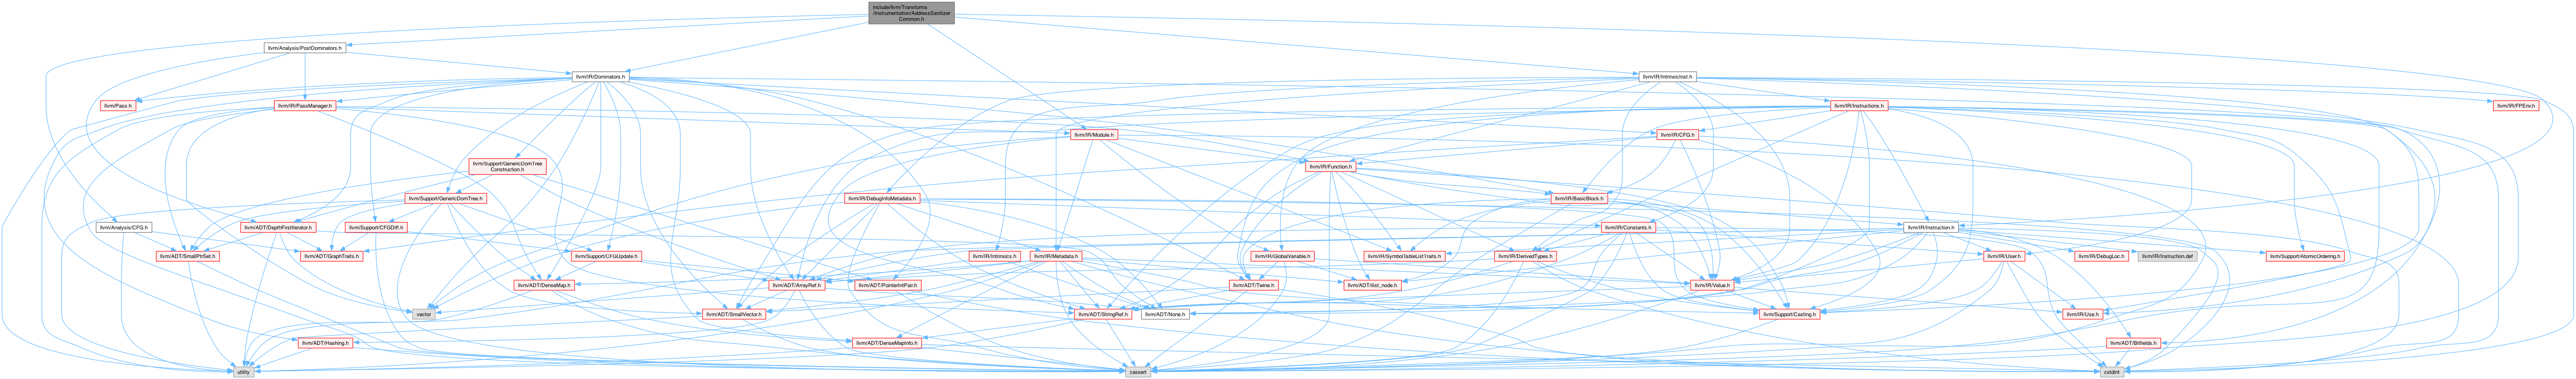 include/llvm/Transforms
/Instrumentation/AddressSanitizer
Common.h
llvm/Analysis/PostDominators.h
llvm/IR/Dominators.h
llvm/IR/IntrinsicInst.h
llvm/Pass.h
llvm/IR/PassManager.h
llvm/IR/Instructions.h
llvm/IR/FPEnv.h
llvm/IR/Module.h
llvm/IR/CFG.h
llvm/Support/GenericDomTree
Construction.h
llvm/IR/Function.h
llvm/Support/GenericDomTree.h
llvm/IR/DebugInfoMetadata.h
llvm/IR/BasicBlock.h
llvm/Analysis/CFG.h
llvm/ADT/DepthFirstIterator.h
llvm/Support/CFGDiff.h
llvm/IR/Constants.h
llvm/IR/Instruction.h
llvm/ADT/SmallPtrSet.h
llvm/ADT/GraphTraits.h
llvm/Support/CFGUpdate.h
llvm/IR/Intrinsics.h
llvm/IR/Metadata.h
llvm/IR/GlobalVariable.h
llvm/IR/SymbolTableListTraits.h
llvm/IR/DerivedTypes.h
llvm/IR/User.h
llvm/IR/DebugLoc.h
llvm/IR/Instruction.def
llvm/Support/AtomicOrdering.h
llvm/ADT/DenseMap.h
llvm/ADT/ArrayRef.h
llvm/ADT/PointerIntPair.h
llvm/ADT/Twine.h
llvm/ADT/ilist_node.h
llvm/IR/Value.h
vector
llvm/ADT/SmallVector.h
llvm/ADT/StringRef.h
llvm/ADT/None.h
llvm/Support/Casting.h
llvm/IR/Use.h
llvm/ADT/Hashing.h
llvm/ADT/DenseMapInfo.h
llvm/ADT/Bitfields.h
utility
cassert
cstdint